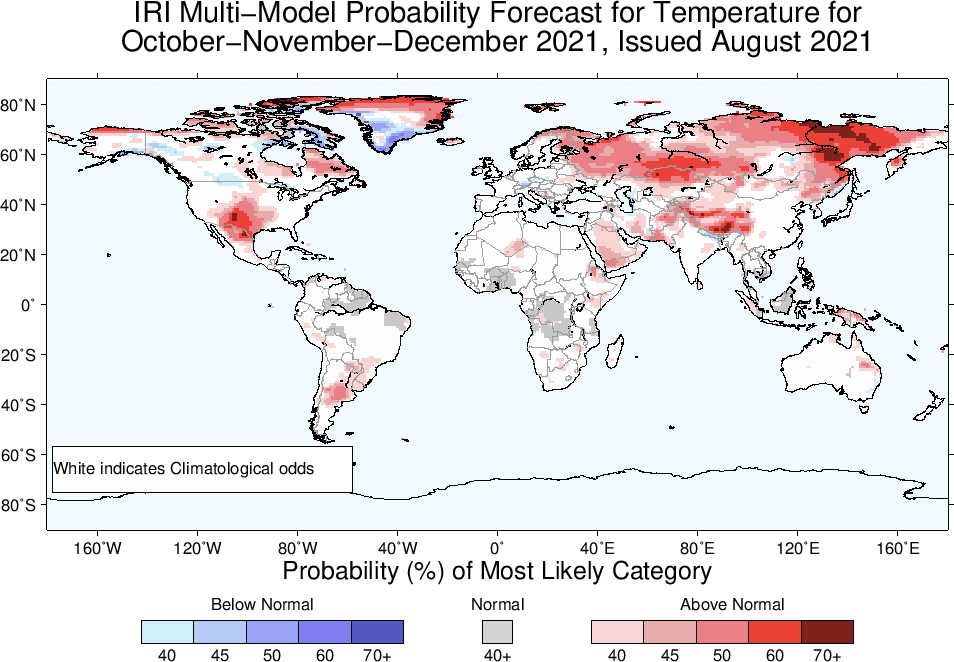 IRI Multi−Model Probability Forecast for Temperature for
October−November−December 2021, Issued August 2021
80˚N
60˚N
40˚N
20˚N
0˚
20˚S
40˚S
60˚S
80˚S
White indicates Climatological odds
160˚W 120˚W 80˚W 40˚W 0˚ 40˚E 80˚E 120˚E 160˚E
Probability (%) of Most Likely Category
Below Normal Normal Above Normal
40 45 50 60 70+ 40+ 40 45 50 60 70+